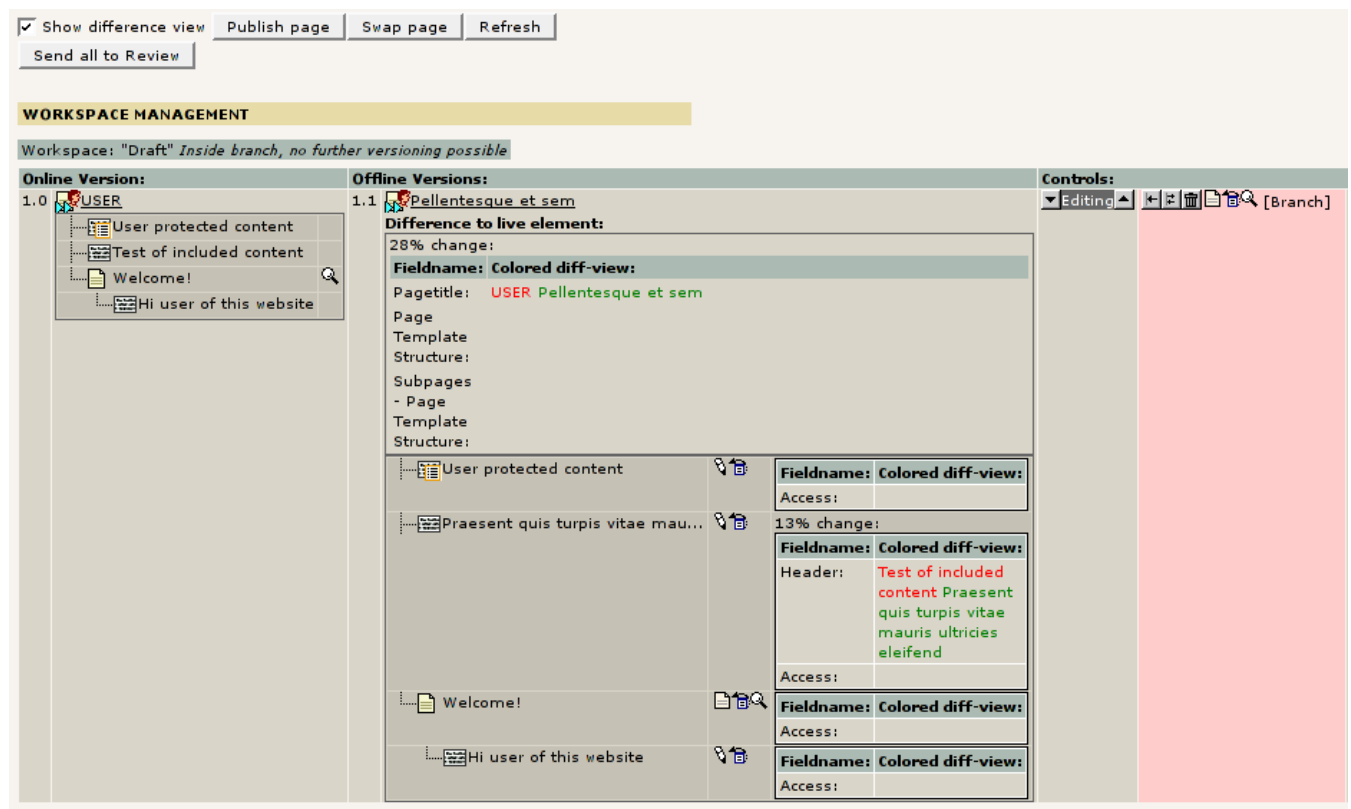 Show difference view Publish page Swap page Refresh
Send all to Review
WORKSPACE MANAGEMENT
Workspace: "Draft" Inside branch, no further versioning possible
Online Version: Offline Versions: Controls:
1.0 USER
User protected content
Test of included content
Welcome!
Hi user of this website
1.1 Pellentesque et sem
Difference to live element:
28% change:
Fieldname: Colored diff-view:
Pagetitle: USER Pellentesque et sem
Page
Template
Structure:
Subpages
- Page
Template
Structure:
User protected content
Fieldname: Colored diff-view:
Access:
Praesent quis turpis vitae mau...
13% change:
Fieldname: Colored diff-view:
Header: Test of included
content Praesent
quis turpis vitae
mauris ultricies
eleifend
Access:
Welcome!
Fieldname: Colored diff-view:
Access:
Hi user of this website
Fieldname: Colored diff-view:
Access:
Editing [Branch]